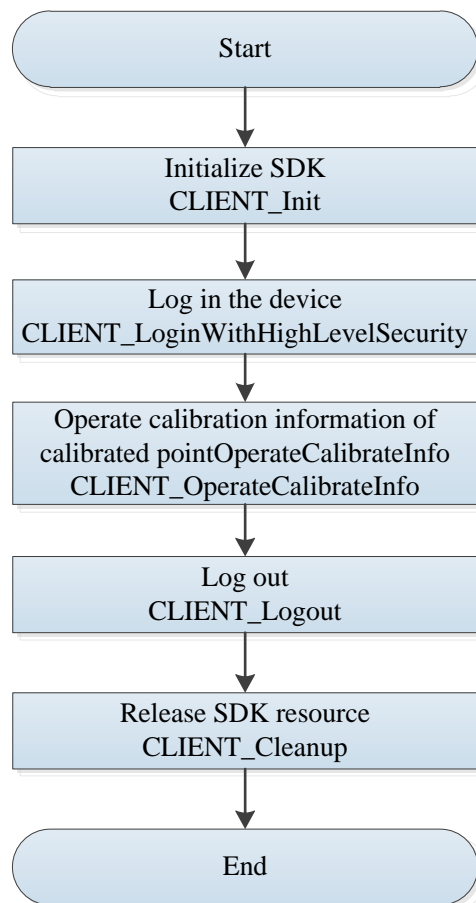 Start
Initialize SDK
CLIENT_Init
Log in the device
CLIENT_LoginWithHighLevelSecurity
Operate calibration information of
calibrated pointOperateCalibrateInfo
CLIENT_OperateCalibrateInfo
Log out
CLIENT_Logout
Release SDK resource
CLIENT_Cleanup
End